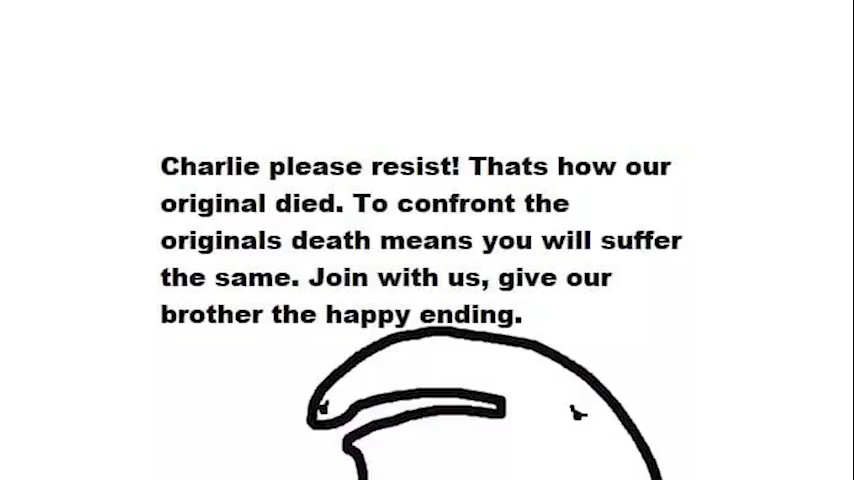 Charlie please resist! Thats how our
original died. To confront the
originals death means you will suffer
the same. Join with us, give our
brother the happy ending.